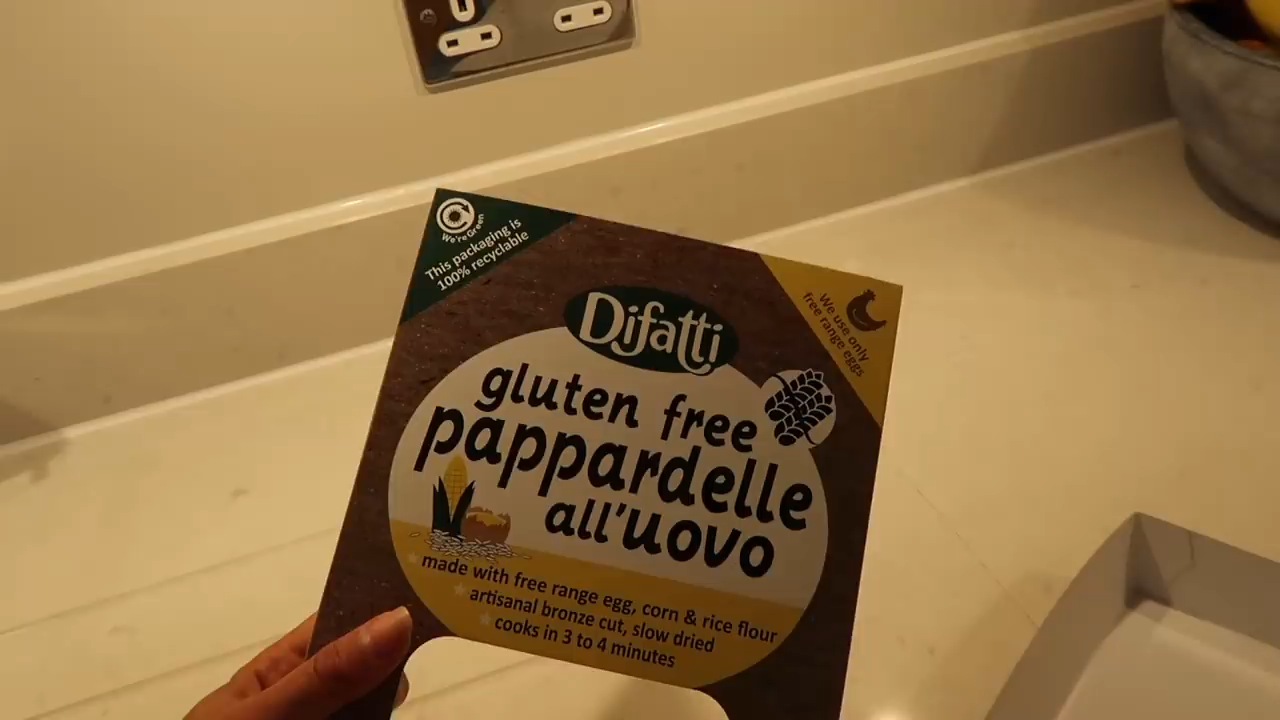 We're Green
This packaging is
100% recyclable
We use only
free range eggs
Difatti
gluten free
pappardelle
all'uovo
made with free range egg, corn & rice flour
artisanal bronze cut, slow dried
cooks in 3 to 4 minutes